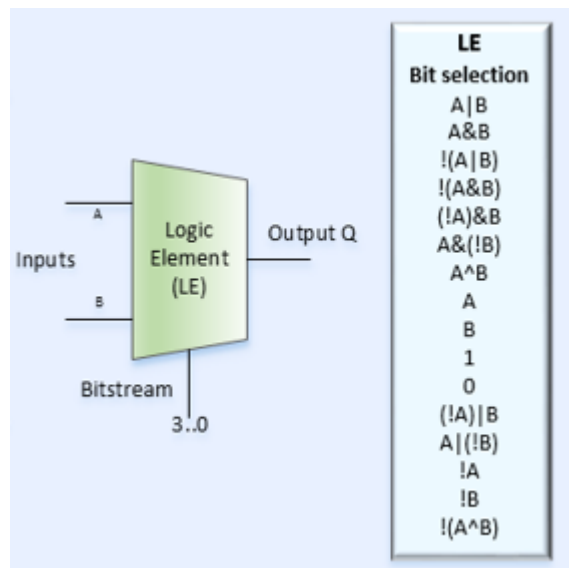 A
Inputs
B
Logic
Element
(LE)
Output Q
Bitstream
3..0
LE
Bit selection
A|B
A&B
!(A|B)
!(A&B)
(!A)&B
A&(!B)
A^B
A
B
1
0
(!A)|B
A|(!B)
!A
!B
!(A^B)